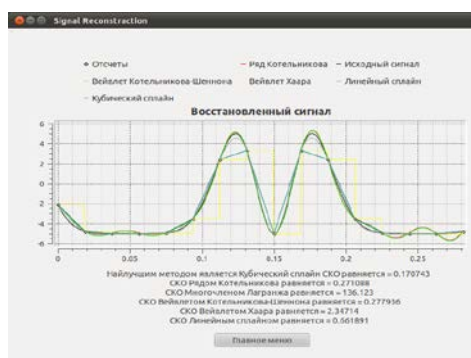 Signal Reconstruction
Отсчеты
Ряд Котельникова
Исходный сигнал
Вейвлет Котельникова-Шеннона
Вейвлет Хаара
Линейный сплайн
Кубический сплайн
Восстановленный сигнал
6
4
2
0
-2
-4
-6
0
0.05
0.1
0.15
0.2
0.25
Найлучшим методом является Кубический сплайн СКО равняется = 0.170743
СКО Рядом Котельникова равняется = 0.271088
СКО Многочленом Лагранжа равняется = 136.123
СКО Вейвлетом Котельникова-Шеннона равняется = 0.277936
СКО Вейвлетом Хаара равняется = 2.34714
СКО Линейным сплайном равняется = 0.661891
Главное меню